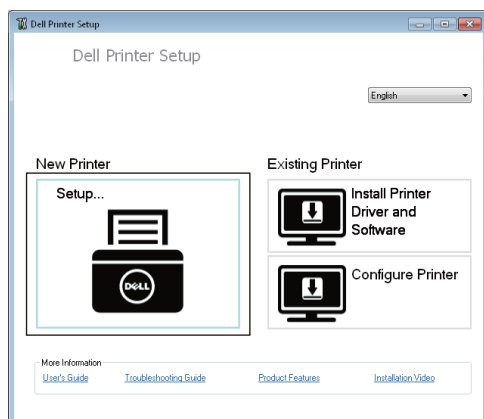 Dell Printer Setup
Dell Printer Setup
English
New Printer
Setup...
DELL
Existing Printer
Install Printer
Driver and
Software
Configure Printer
More Information
User's Guide
Troubleshooting Guide
Product Features
Installation Video